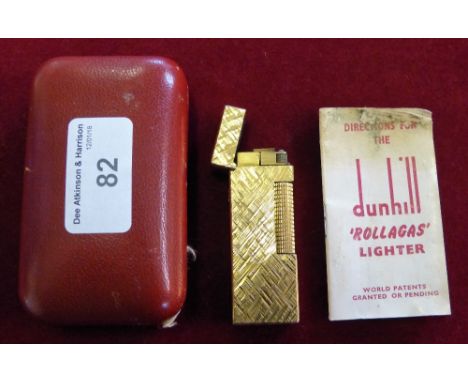 Dee Atkinson & Harrison
12/01/18
82
DIRECTIONS FOR
THE
dunhill
'ROLLAGAS'
LIGHTER
WORLD PATENTS
GRANTED OR PENDING